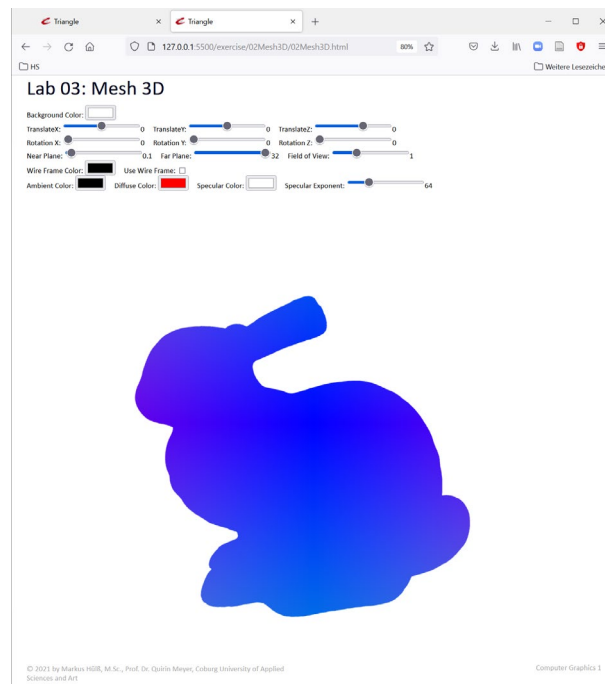 Triangle
Triangle
127.0.0.1:5500/exercise/02Mesh3D/02Mesh3D.html 80%
HS Weitere Lesezeiche
Lab 03: Mesh 3D
Background Color:
TranslateX: 0 TranslateY: 0 TranslateZ: 0
Rotation X: 0 Rotation Y: 0 Rotation Z: 0
Near Plane: 0.1 Far Plane: 32 Field of View: 1
Wire Frame Color: Use Wire Frame:
Ambient Color: Diffuse Color: Specular Color: Specular Exponent: 64
© 2021 by Markus Hüll, M.Sc., Prof. Dr. Quirin Meyer, Coburg University of Applied
Sciences and Art
Computer Graphics 1